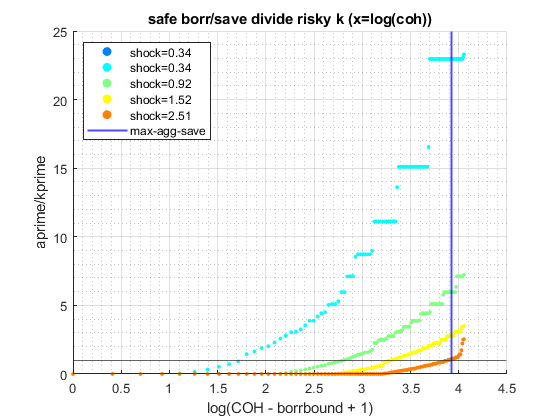 safe borr/save divide risky k (x=log(coh))
25
20
15
10
5
0
aprime/kprime
shock=0.34
shock=0.34
shock=0.92
shock=1.52
shock=2.51
max-agg-save
0 0.5 1 1.5 2 2.5 3 3.5 4 4.5
log(COH - borrbound + 1)